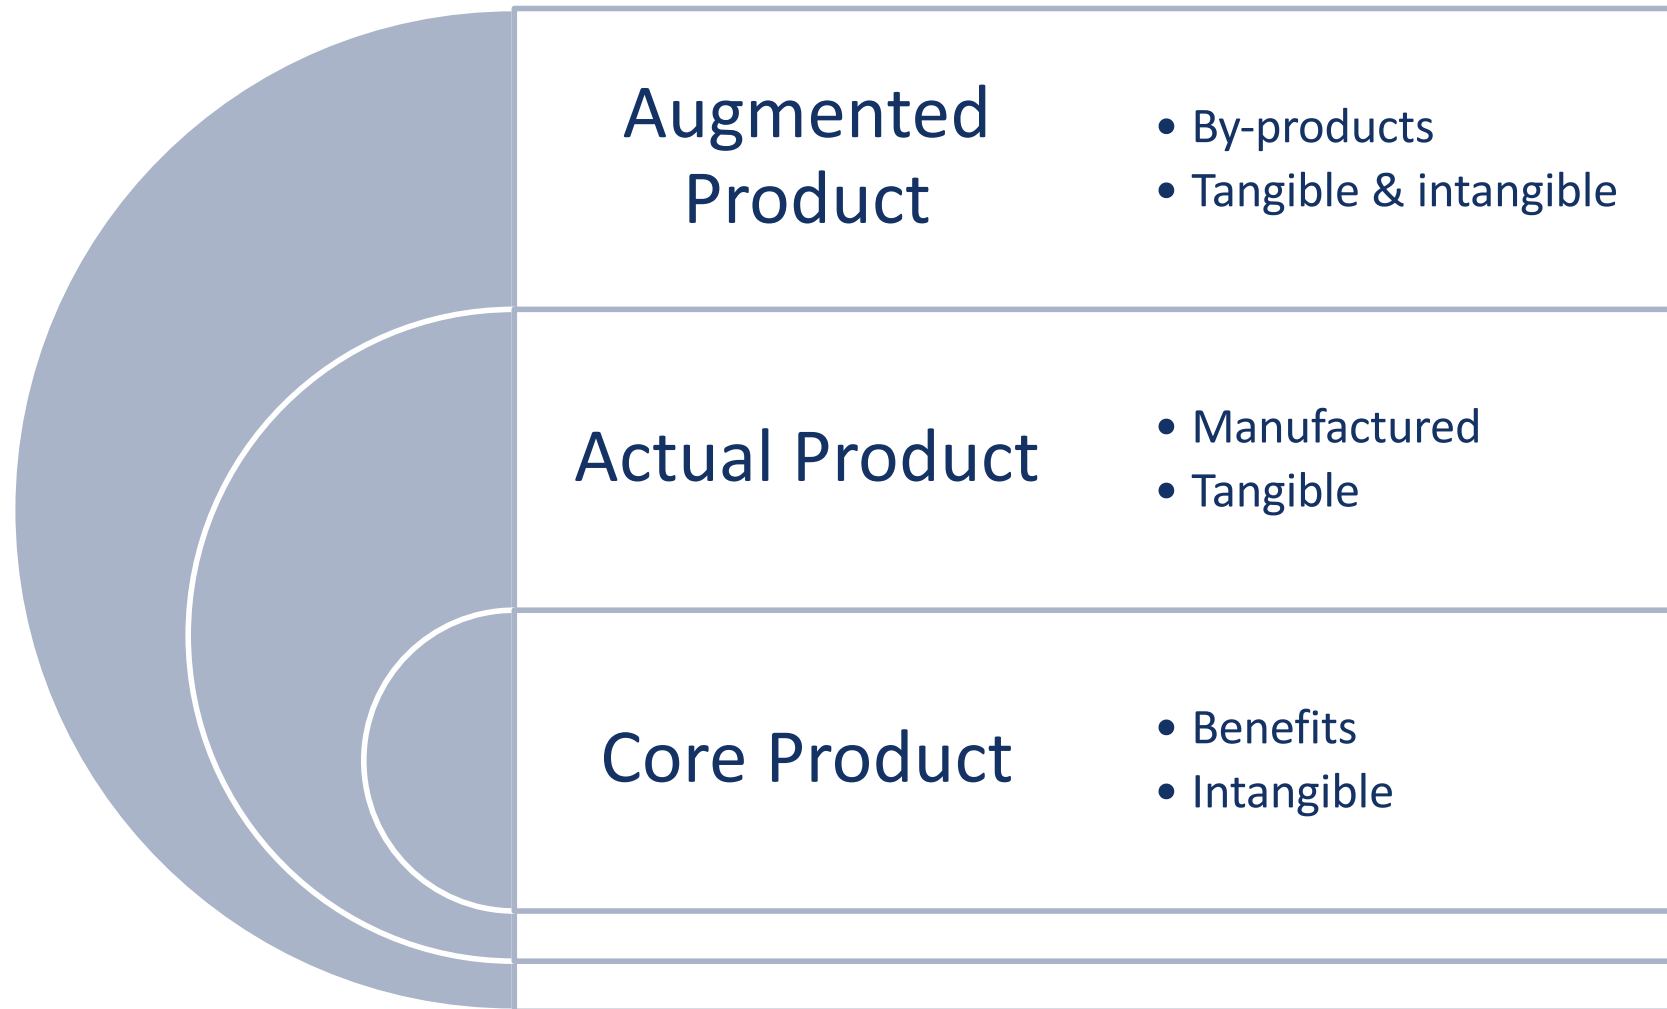 Augmented
Product
• By-products
• Tangible & intangible
Actual Product
• Manufactured
• Tangible
Core Product
• Benefits
• Intangible